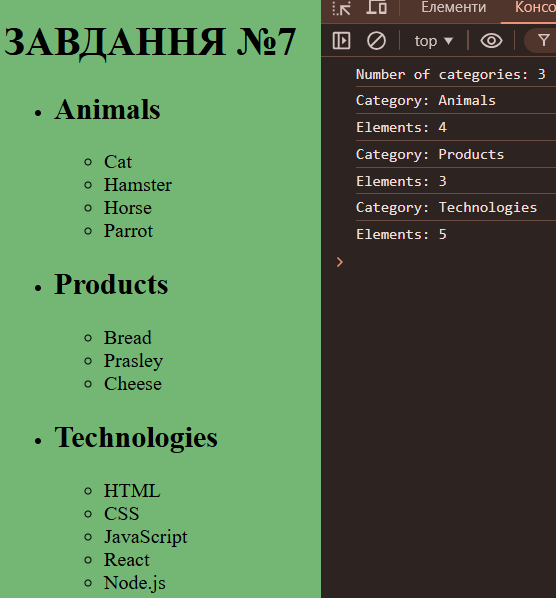 ЗАВДАННЯ №7
Animals
Cat
Hamster
Horse
Parrot
Products
Bread
Prasley
Cheese
Technologies
HTML
CSS
JavaScript
React
Node.js
Елементи
top
Number of categories: 3
Category: Animals
Elements: 4
Category: Products
Elements: 3
Category: Technologies
Elements: 5